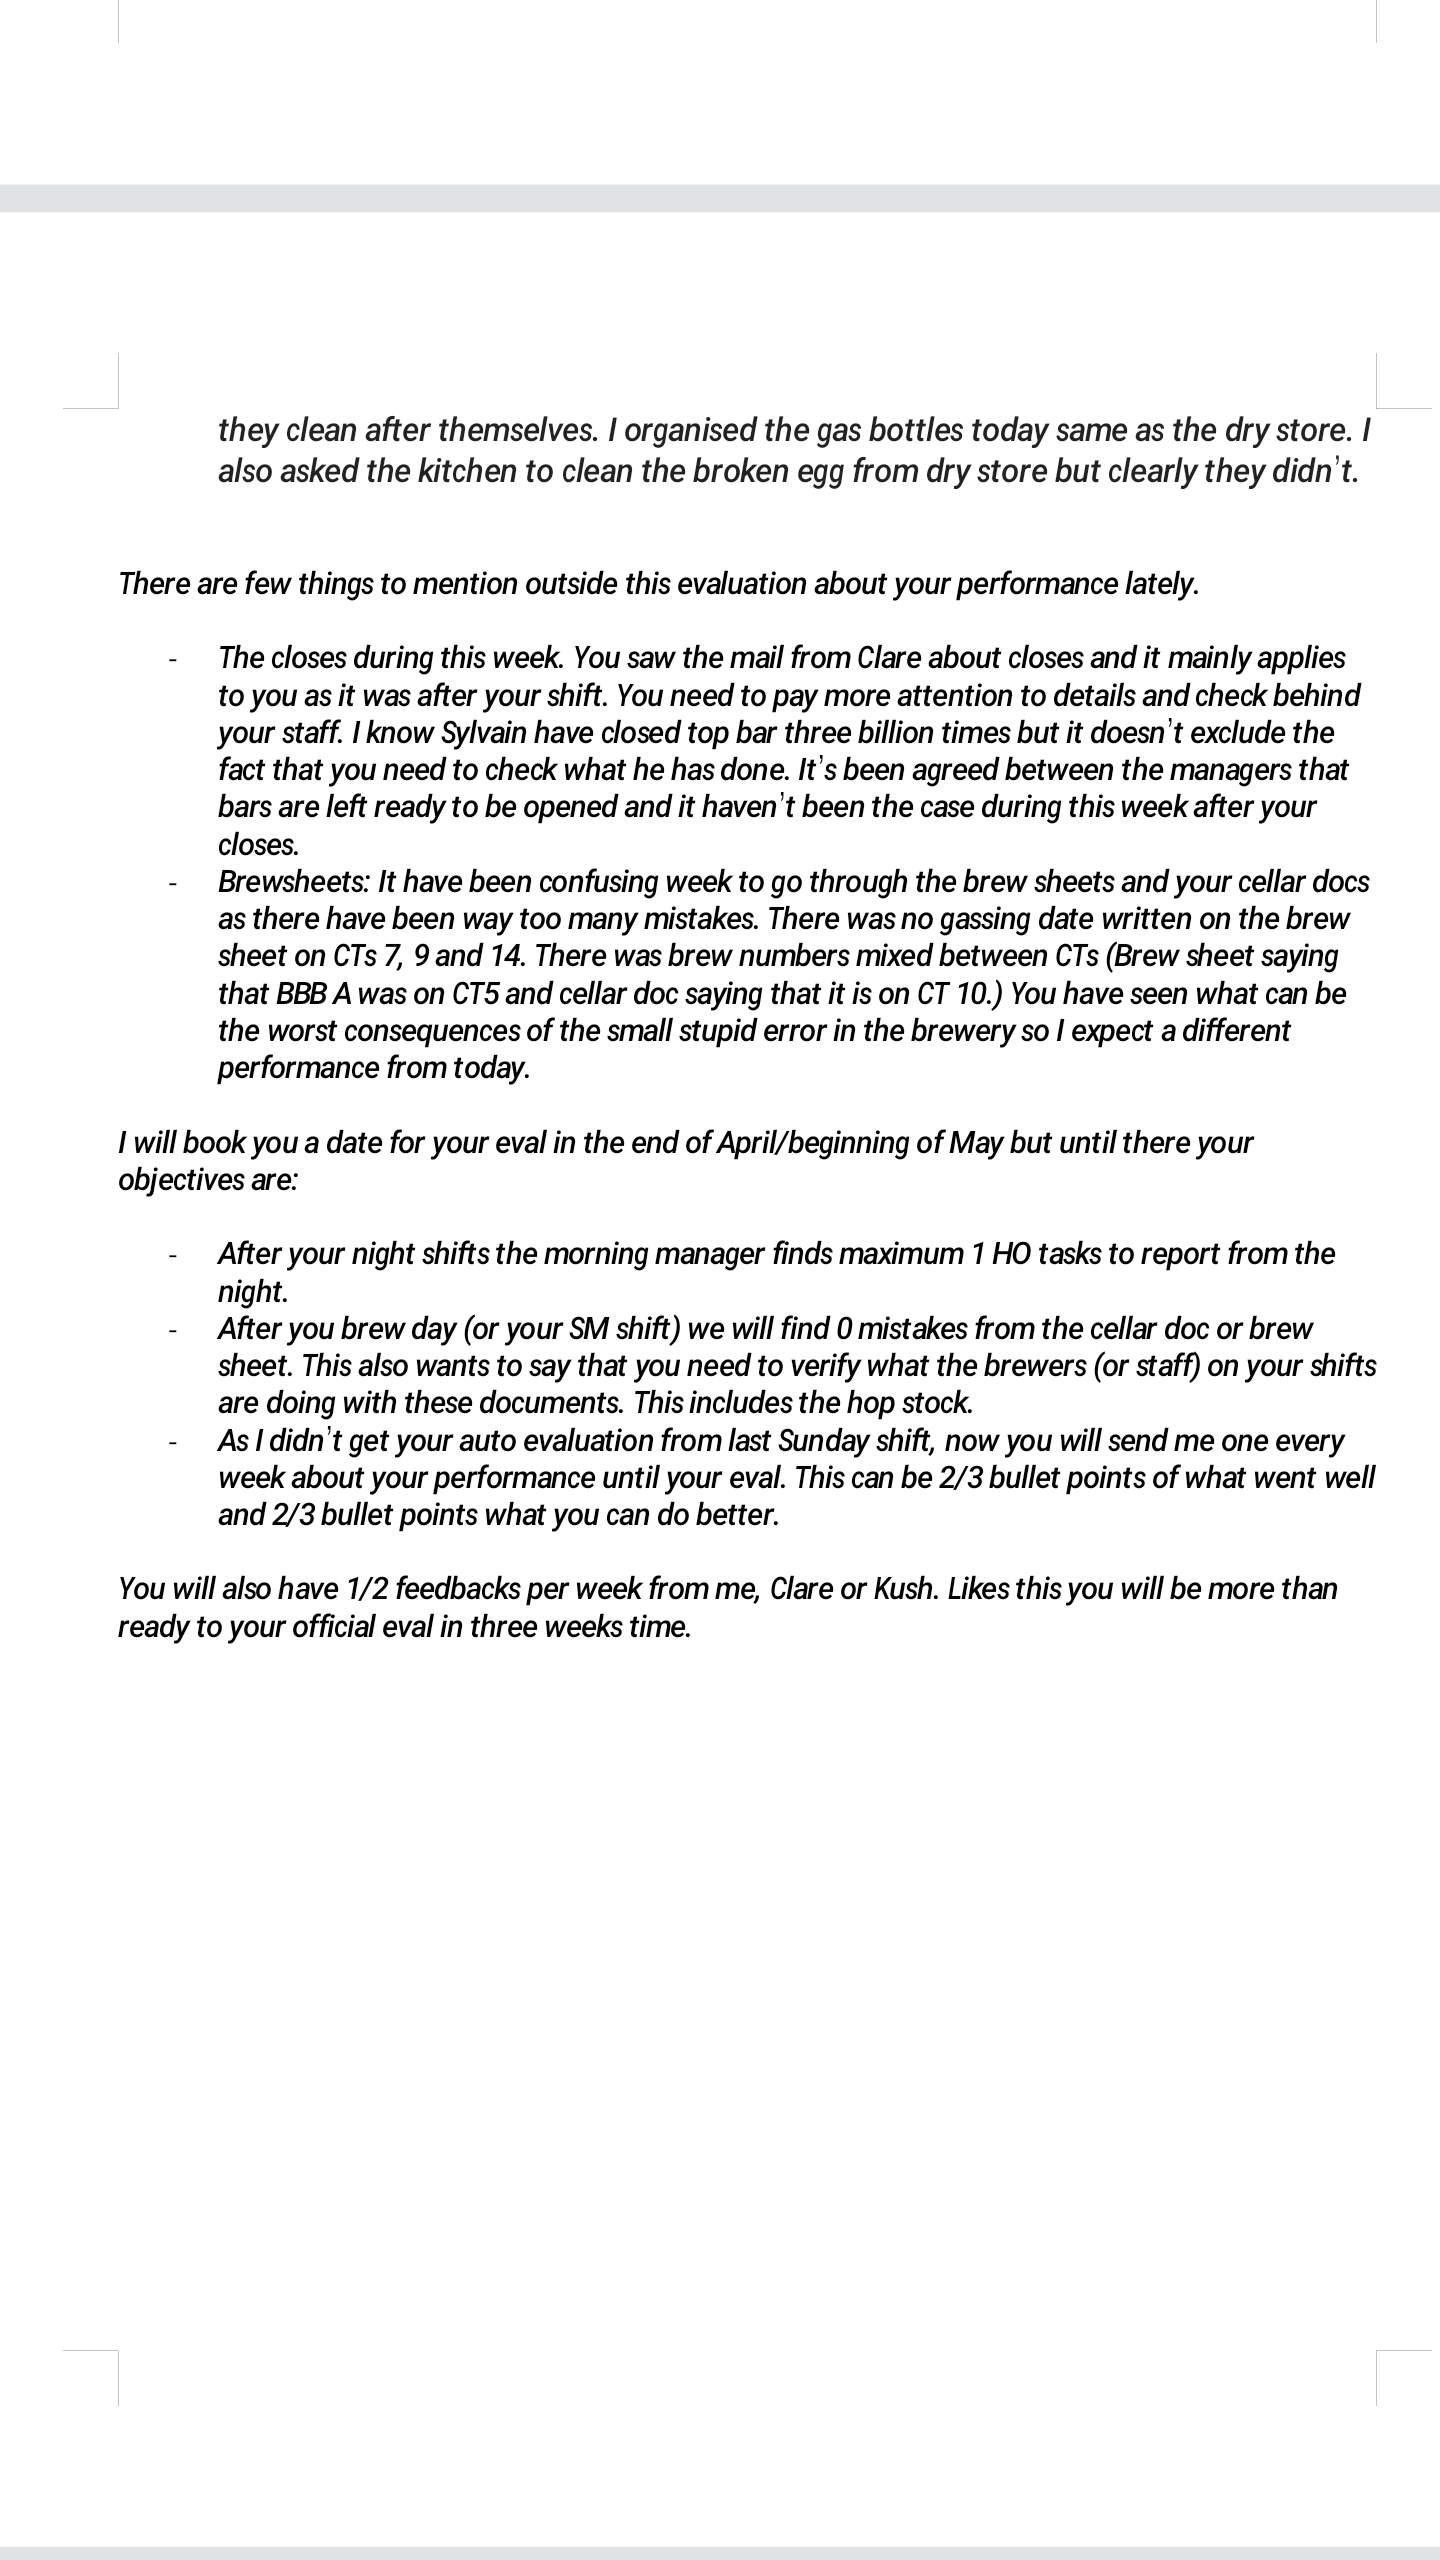 they clean after themselves. I organised the gas bottles today same as the dry store. I
also asked the kitchen to clean the broken egg from dry store but clearly they didn't.
There are few things to mention outside this evaluation about your performance lately.
- The closes during this week. You saw the mail from Clare about closes and it mainly applies
to you as it was after your shift. You need to pay more attention to details and check behind
your staff. I know Sylvain have closed top bar three billion times but it doesn't exclude the
fact that you need to check what he has done. It's been agreed between the managers that
bars are left ready to be opened and it haven't been the case during this week after your
closes.
- Brewsheets: It have been confusing week to go through the brew sheets and your cellar docs
as there have been way too many mistakes. There was no gassing date written on the brew
sheet on CTs 7, 9 and 14. There was brew numbers mixed between CTs (Brew sheet saying
that BBB A was on CT5 and cellar doc saying that it is on CT 10.) You have seen what can be
the worst consequences of the small stupid error in the brewery so I expect a different
performance from today.
I will book you a date for your eval in the end of April/beginning of May but until there your
objectives are:
- After your night shifts the morning manager finds maximum 1 HO tasks to report from the
night.
- After you brew day (or your SM shift) we will find 0 mistakes from the cellar doc or brew
sheet. This also wants to say that you need to verify what the brewers (or staff) on your shifts
are doing with these documents. This includes the hop stock.
- As I didn't get your auto evaluation from last Sunday shift, now you will send me one every
week about your performance until your eval. This can be 2/3 bullet points of what went well
and 2/3 bullet points what you can do better.
You will also have 1/2 feedbacks per week from me, Clare or Kush. Likes this you will be more than
ready to your official eval in three weeks time.